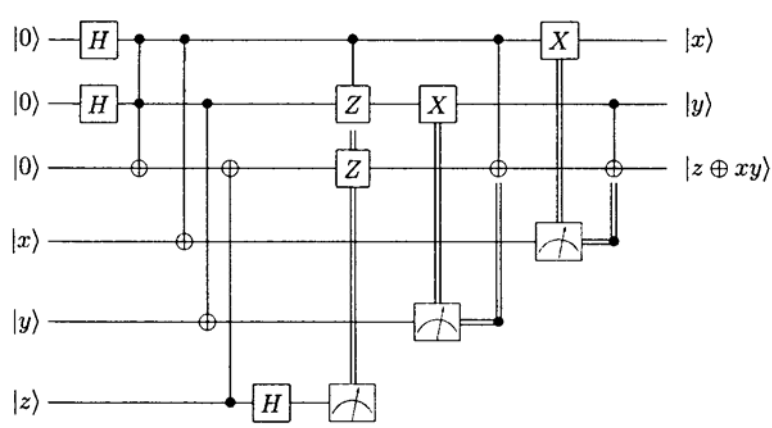 |0⟩ H X |x⟩
|0⟩ H Z X |y⟩
|0⟩ Z |z ⊕ xy⟩
|x⟩
|y⟩
|z⟩ H